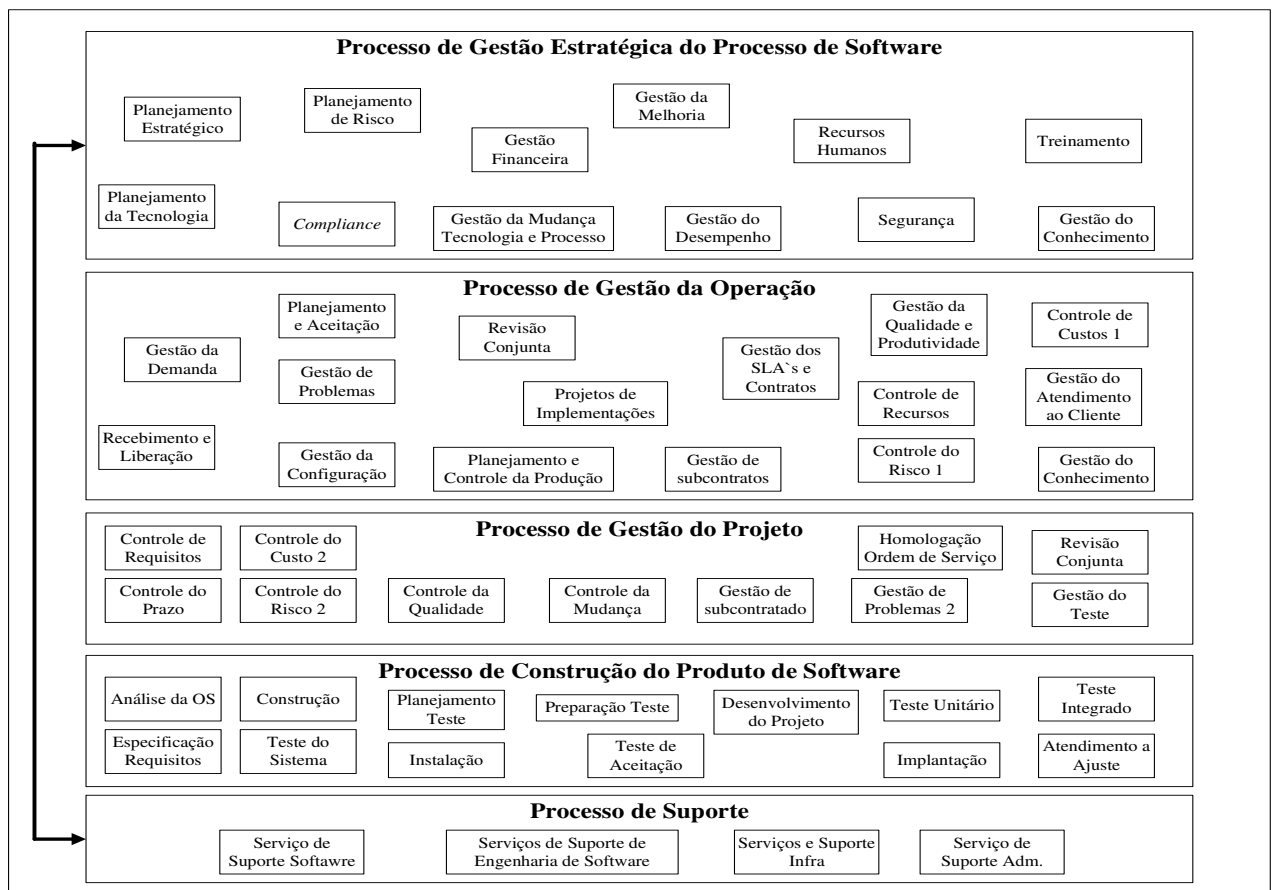 Processo de Gestão Estratégica do Processo de Software
Planejamento
Estratégico
Planejamento
de Risco
Gestão
Financeira
Gestão da
Melhoria
Recursos
Humanos
Treinamento
Planejamento
da Tecnologia
Compliance
Gestão da Mudança
Tecnologia e Processo
Gestão do
Desempenho
Segurança
Gestão do
Conhecimento
Processo de Gestão da Operação
Gestão da
Demanda
Planejamento
e Aceitação
Revisão
Conjunta
Gestão dos
SLA`s e
Contratos
Gestão da
Qualidade e
Produtividade
Controle de
Custos 1
Gestão de
Problemas
Projetos de
Implementações
Controle de
Recursos
Gestão do
Atendimento
ao Cliente
Recebimento e
Liberação
Gestão da
Configuração
Planejamento e
Controle da Produção
Gestão de
subcontratos
Controle do
Risco 1
Gestão do
Conhecimento
Processo de Gestão do Projeto
Controle de
Requisitos
Controle do
Custo 2
Homologação
Ordem de Serviço
Revisão
Conjunta
Controle do
Prazo
Controle do
Risco 2
Controle da
Qualidade
Controle da
Mudança
Gestão de
subcontratado
Gestão de
Problemas 2
Gestão do
Teste
Processo de Construção do Produto de Software
Análise da OS
Construção
Planejamento
Teste
Preparação Teste
Desenvolvimento
do Projeto
Teste Unitário
Teste
Integrado
Especificação
Requisitos
Teste do
Sistema
Instalação
Teste de
Aceitação
Implantação
Atendimento a
Ajuste
Processo de Suporte
Serviço de
Suporte Softawre
Serviços de Suporte de
Engenharia de Software
Serviços e Suporte
Infra
Serviço de
Suporte Adm.